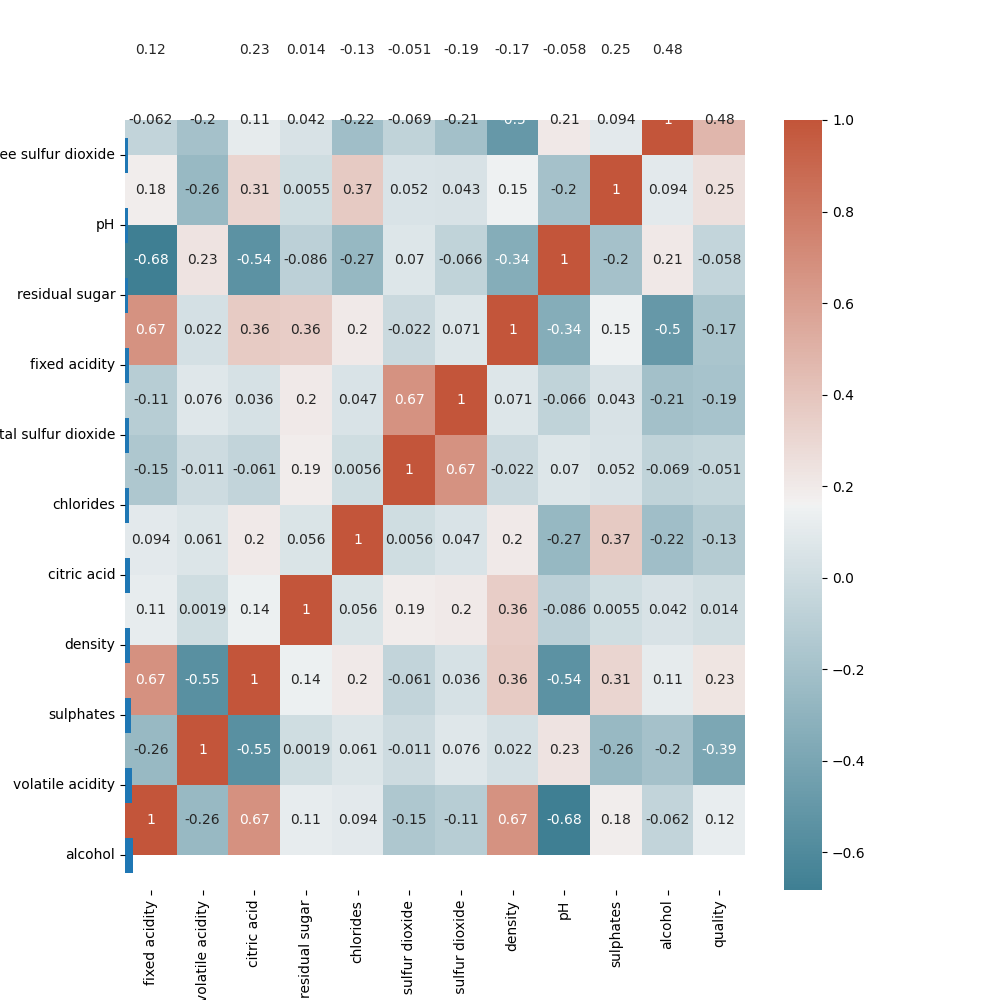 0.12 0.23 0.014 -0.13 -0.051 -0.19 -0.17 -0.058 0.25 0.48
-0.062 -0.2 0.11 0.042 -0.22 -0.069 -0.21 -0.5 0.21 0.094 1 0.48
1.0
ee sulfur dioxide
0.18 -0.26 0.31 0.0055 0.37 0.052 0.043 0.15 -0.2 1 0.094 0.25
0.8
pH
-0.68 0.23 -0.54 -0.086 -0.27 0.07 -0.066 -0.34 1 -0.2 0.21 -0.058
residual sugar
0.6
0.67 0.022 0.36 0.36 0.2 -0.022 0.071 1 -0.34 0.15 -0.5 -0.17
fixed acidity
0.4
-0.11 0.076 0.036 0.2 0.047 0.67 1 0.071 -0.066 0.043 -0.21 -0.19
tal sulfur dioxide
-0.15 -0.011 -0.061 0.19 0.0056 1 0.67 -0.022 0.07 0.052 -0.069 -0.051
0.2
chlorides
0.094 0.061 0.2 0.056 1 0.0056 0.047 0.2 -0.27 0.37 -0.22 -0.13
citric acid
0.0
0.11 0.0019 0.14 1 0.056 0.19 0.2 0.36 -0.086 0.0055 0.042 0.014
density
−0.2
0.67 -0.55 1 0.14 0.2 -0.061 0.036 0.36 -0.54 0.31 0.11 0.23
sulphates
-0.26 1 -0.55 0.0019 0.061 -0.011 0.076 0.022 0.23 -0.26 -0.2 -0.39
−0.4
volatile acidity
1 -0.26 0.67 0.11 0.094 -0.15 -0.11 0.67 -0.68 0.18 -0.062 0.12
alcohol
−0.6
fixed acidity
volatile acidity
citric acid
residual sugar
chlorides
sulfur dioxide
sulfur dioxide
density
pH
sulphates
alcohol
quality